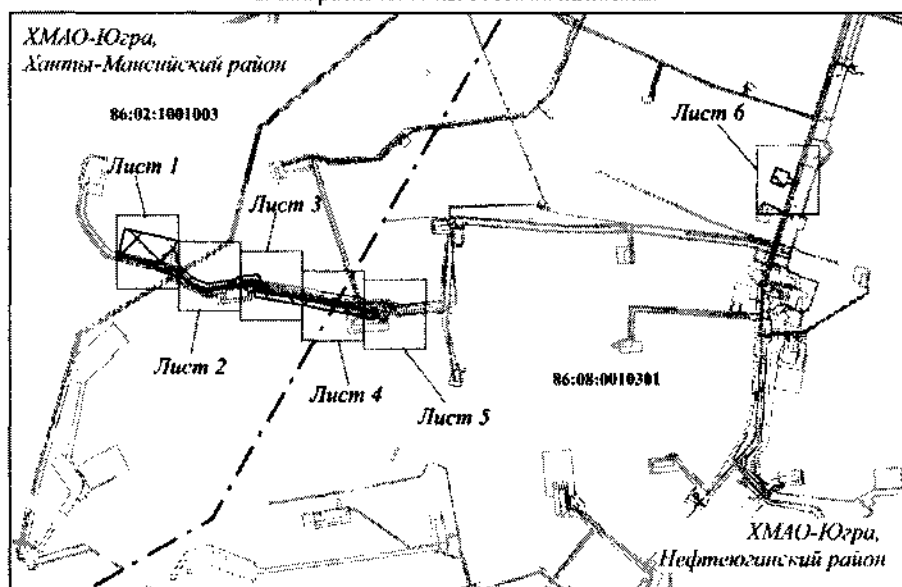 ХМАО-Югра,
Ханты-Мансийский район
86:02:1001003
Лист 1
Лист 3
Лист 6
Лист 2
Лист 4
Лист 5
86:08:0010301
ХМАО-Югра,
Нефтеюганский район